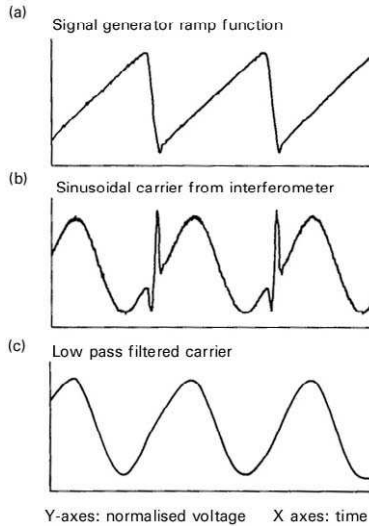 (a)
Signal generator ramp function
(b)
Sinusoidal carrier from interferometer
(c)
Low pass filtered carrier
Y-axes: normalised voltage X axes: time